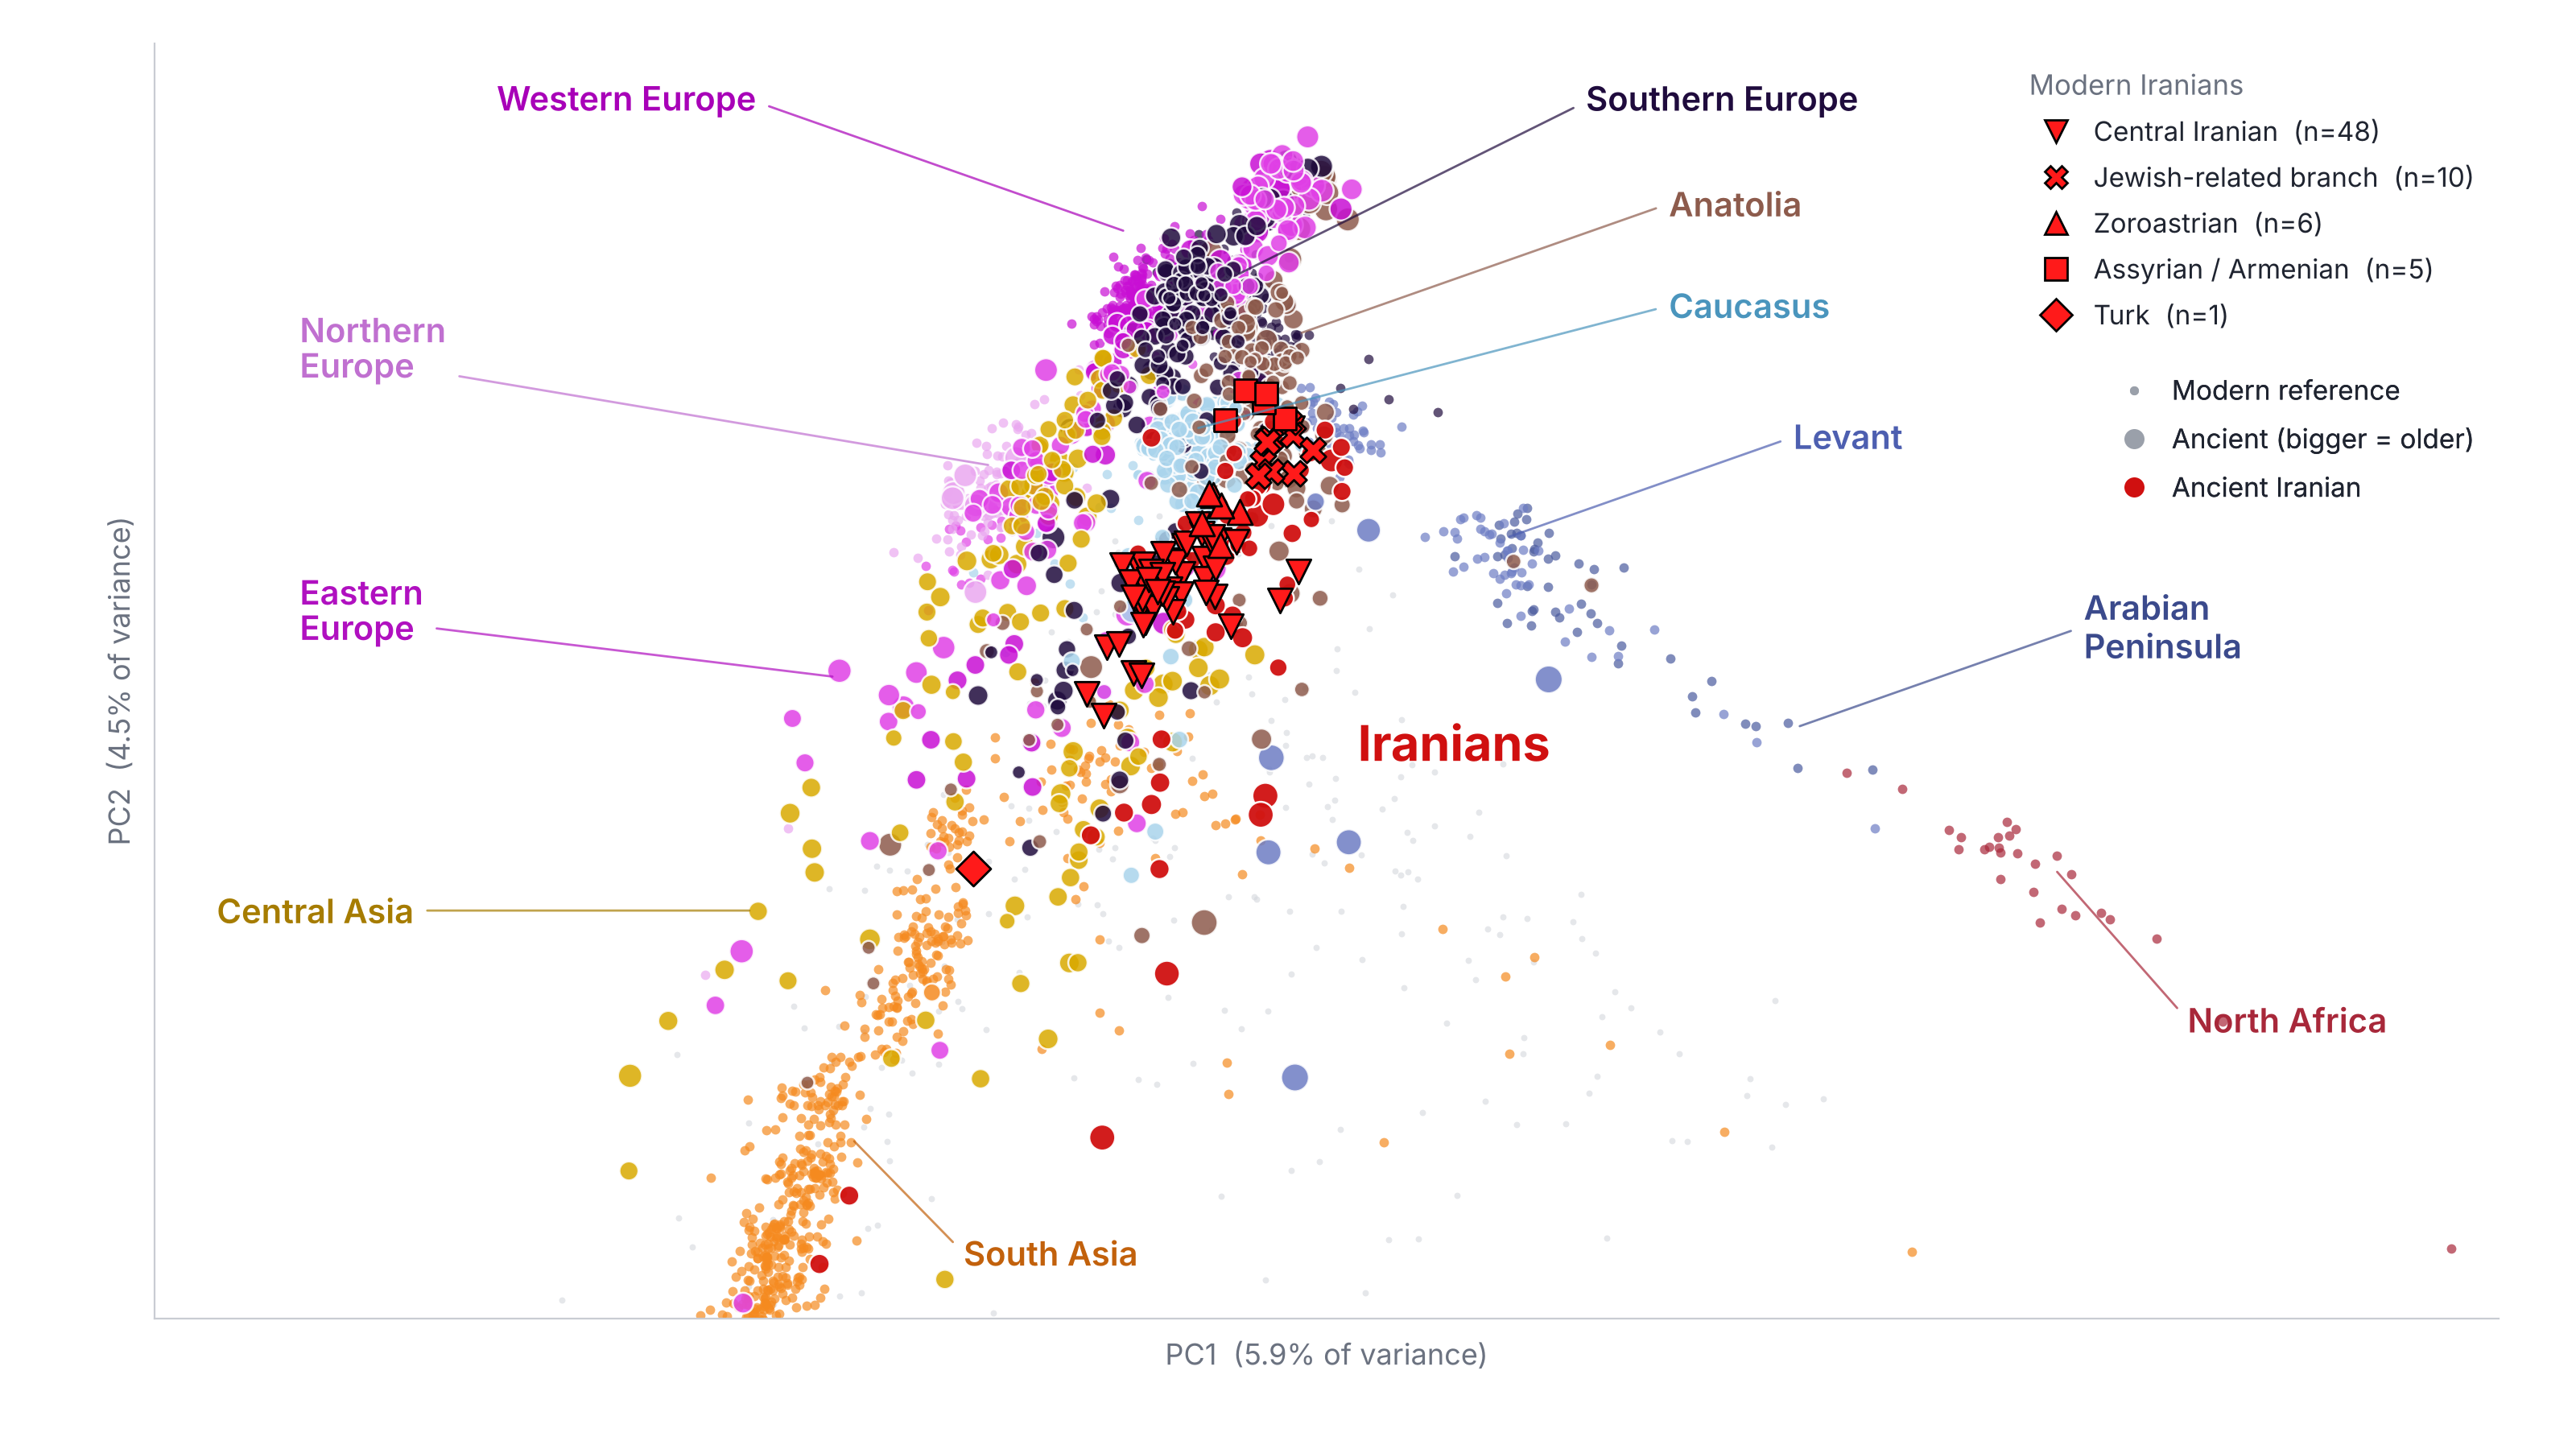 Western Europe
Southern Europe
Modern Iranians
Central Iranian (n=48)
Jewish-related branch (n=10)
Zoroastrian (n=6)
Assyrian / Armenian (n=5)
Turk (n=1)
Modern reference
Ancient (bigger = older)
Ancient Iranian
Anatolia
Caucasus
Northern
Europe
Levant
Eastern
Europe
Arabian
Peninsula
Iranians
Central Asia
North Africa
South Asia
PC2 (4.5% of variance)
PC1 (5.9% of variance)